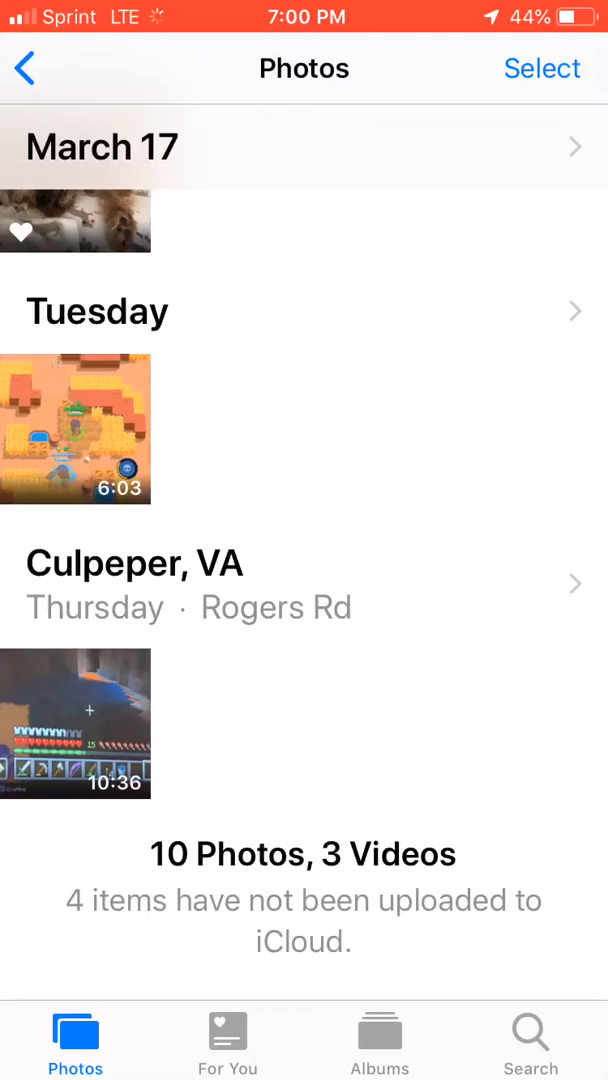 Sprint LTE 7:00 PM 44%
Photos Select
March 17
Tuesday
6:03
Culpeper, VA
Thursday · Rogers Rd
15
10:36
10 Photos, 3 Videos
4 items have not been uploaded to
iCloud.
Photos For You Albums Search